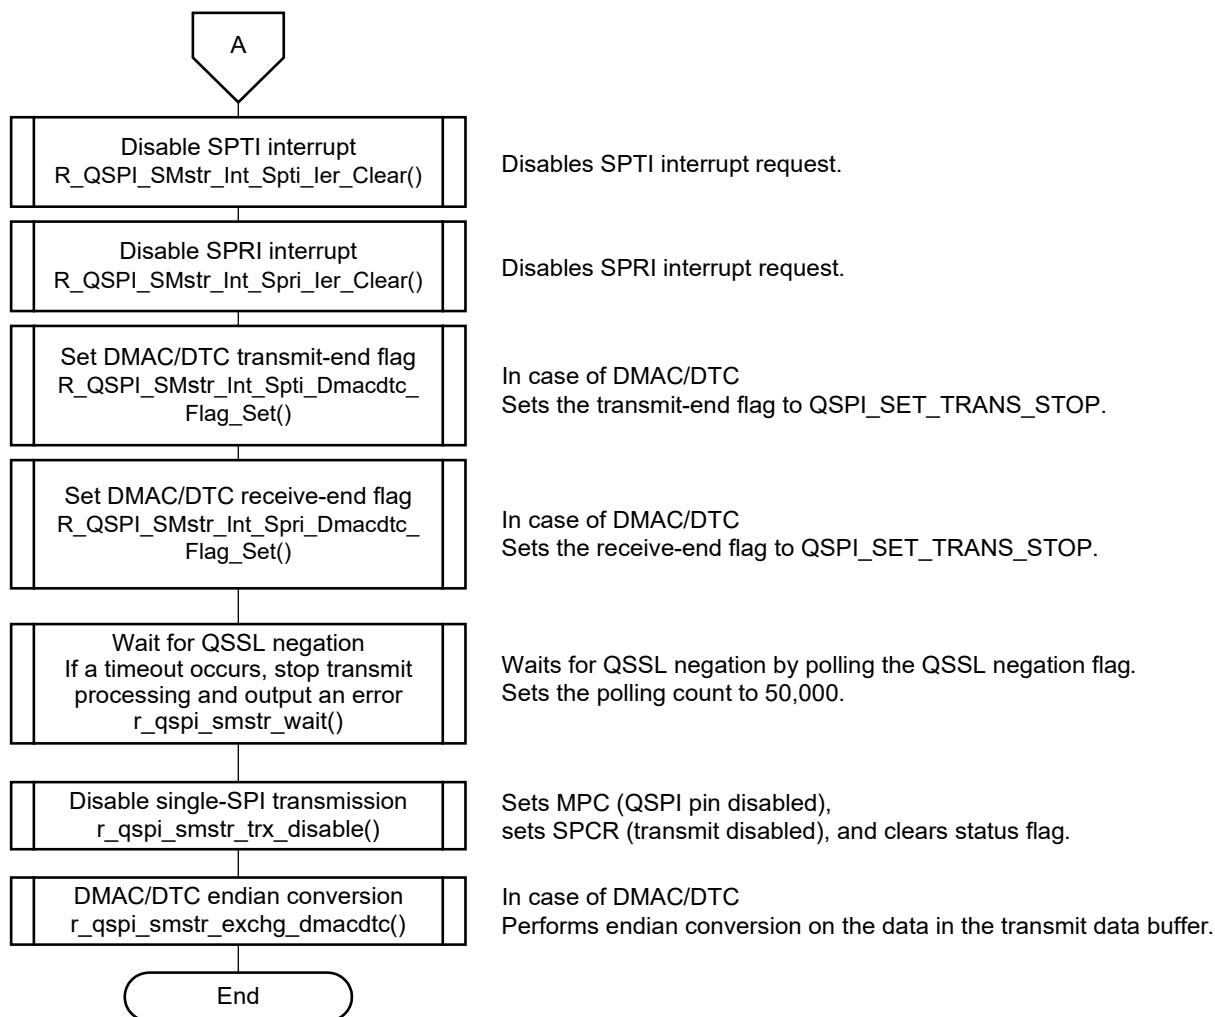 A
Disable SPTI interrupt
R_QSPI_SMstr_Int_Spti_Ier_Clear()
Disables SPTI interrupt request.
Disable SPRI interrupt
R_QSPI_SMstr_Int_Spri_Ier_Clear()
Disables SPRI interrupt request.
Set DMAC/DTC transmit-end flag
R_QSPI_SMstr_Int_Spti_Dmacdtc_
Flag_Set()
In case of DMAC/DTC
Sets the transmit-end flag to QSPI_SET_TRANS_STOP.
Set DMAC/DTC receive-end flag
R_QSPI_SMstr_Int_Spri_Dmacdtc_
Flag_Set()
In case of DMAC/DTC
Sets the receive-end flag to QSPI_SET_TRANS_STOP.
Wait for QSSL negation
If a timeout occurs, stop transmit
processing and output an error
r_qspi_smstr_wait()
Waits for QSSL negation by polling the QSSL negation flag.
Sets the polling count to 50,000.
Disable single-SPI transmission
r_qspi_smstr_trx_disable()
Sets MPC (QSPI pin disabled),
sets SPCR (transmit disabled), and clears status flag.
DMAC/DTC endian conversion
r_qspi_smstr_exchg_dmacdtc()
In case of DMAC/DTC
Performs endian conversion on the data in the transmit data buffer.
End